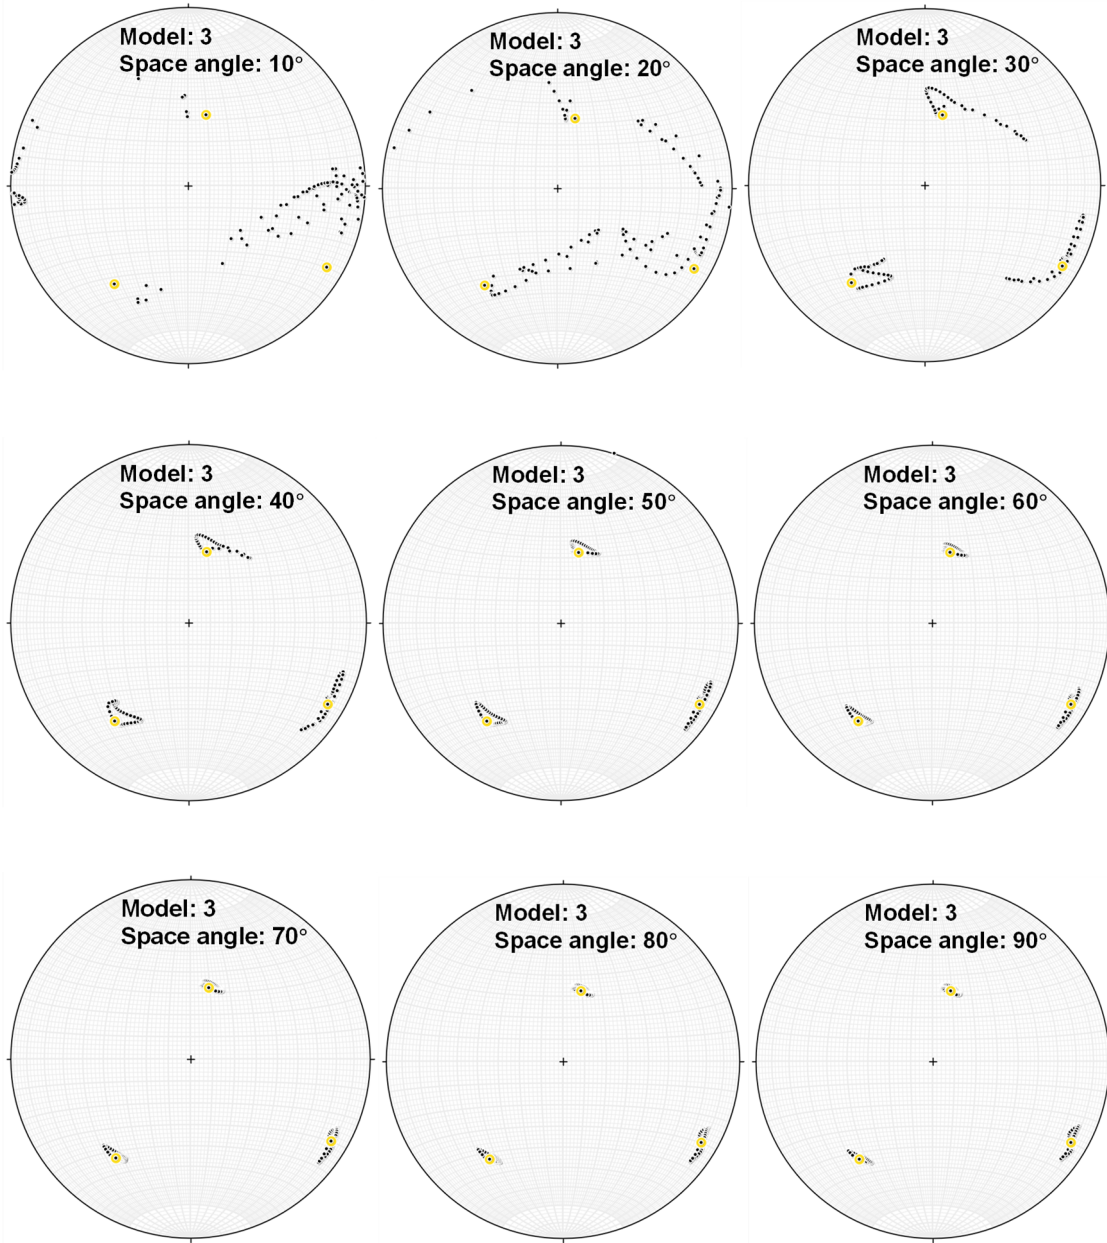 Model: 3
Space angle: 10°
Model: 3
Space angle: 20°
Model: 3
Space angle: 30°
Model: 3
Space angle: 40°
Model: 3
Space angle: 50°
Model: 3
Space angle: 60°
Model: 3
Space angle: 70°
Model: 3
Space angle: 80°
Model: 3
Space angle: 90°